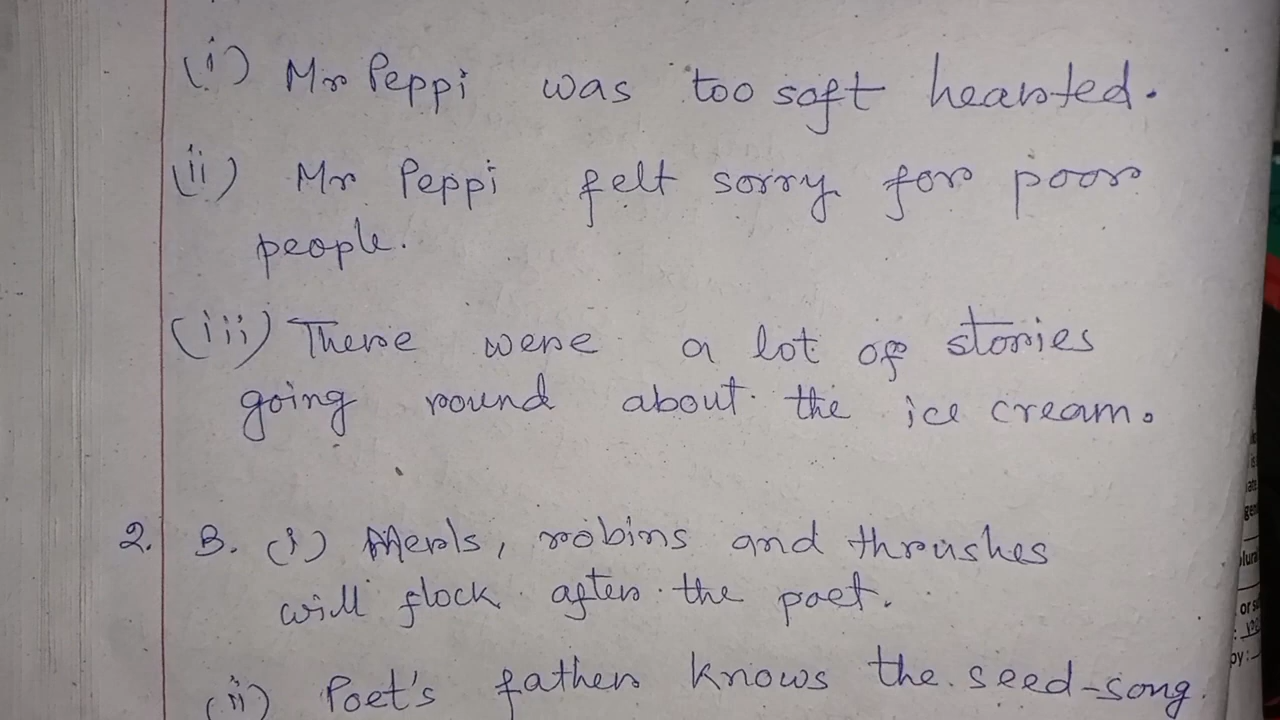 (i) Mr Peppi was too soft hearted.
(ii) Mr Peppi felt sorry for poor
people.
(iii) There were a lot of stories
going round about the ice cream.
2. B. (i) Merls, robins and thrushes
will flock after the poet.
(ii) Poet's father knows the seed-song.